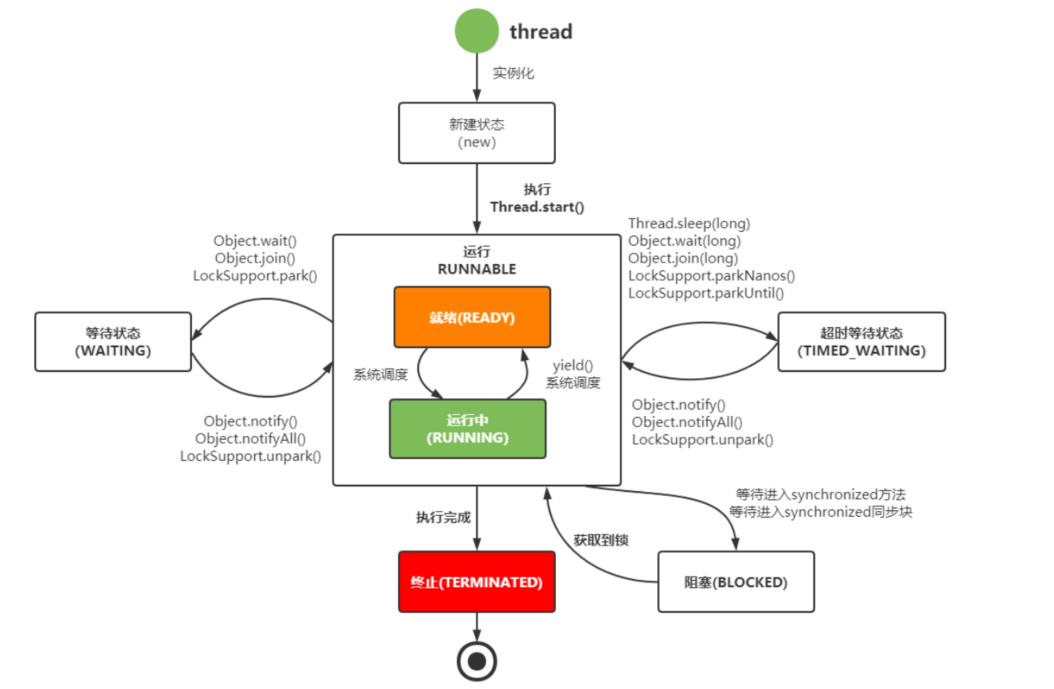 thread
实例化
新建状态
（new）
执行
Thread.start()
运行
RUNNABLE
Object.wait()
Object.join()
LockSupport.park()
Thread.sleep(long)
Object.wait(long)
Object.join(long)
LockSupport.parkNanos()
LockSupport.parkUntil()
就绪(READY)
等待状态
(WAITING)
超时等待状态
(TIMED_WAITING)
系统调度
yield()
系统调度
运行中
(RUNNING)
Object.notify()
Object.notifyAll()
LockSupport.unpark()
Object.notify()
Object.notifyAll()
LockSupport.unpark()
执行完成
获取到锁
等待进入synchronized方法
等待进入synchronized同步块
终止(TERMINATED)
阻塞(BLOCKED)